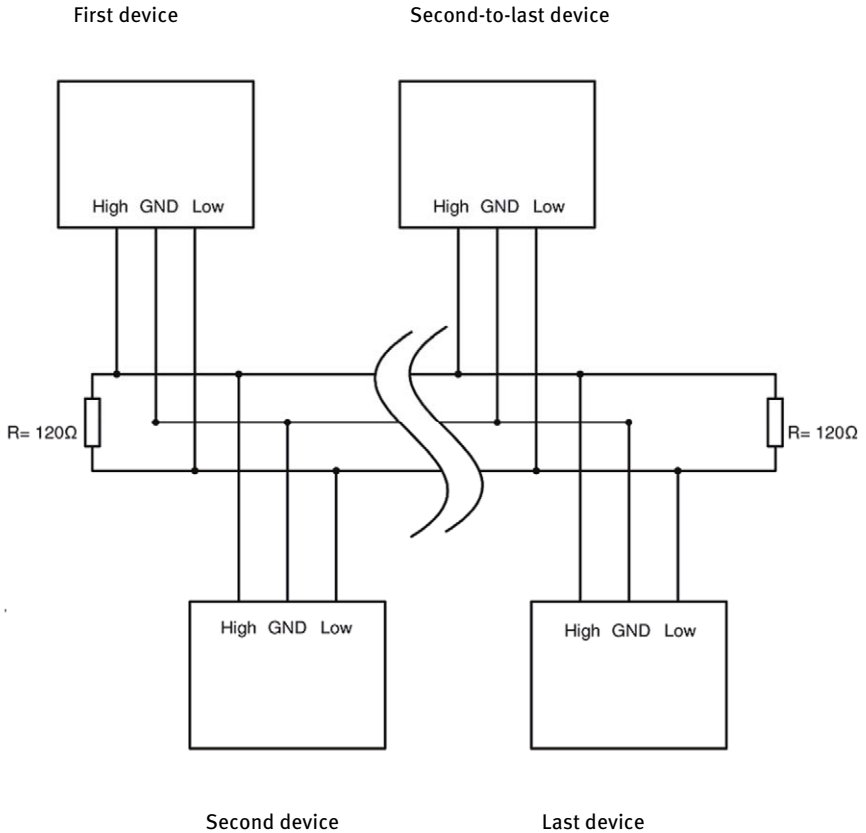 First device
Second-to-last device
High GND Low
High GND Low
R= 120Ω
R= 120Ω
High GND Low
High GND Low
Second device
Last device